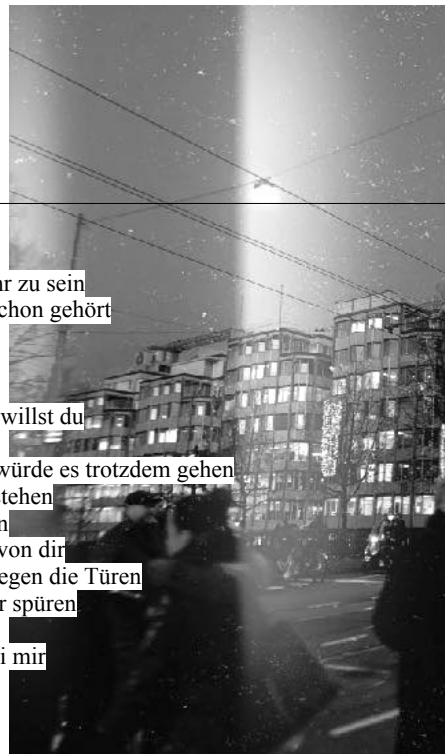 r zu sein
chon gehört
willst du
würde es trotzdem gehen
tehen
n
von dir
egen die Türen
r spüren
i mir